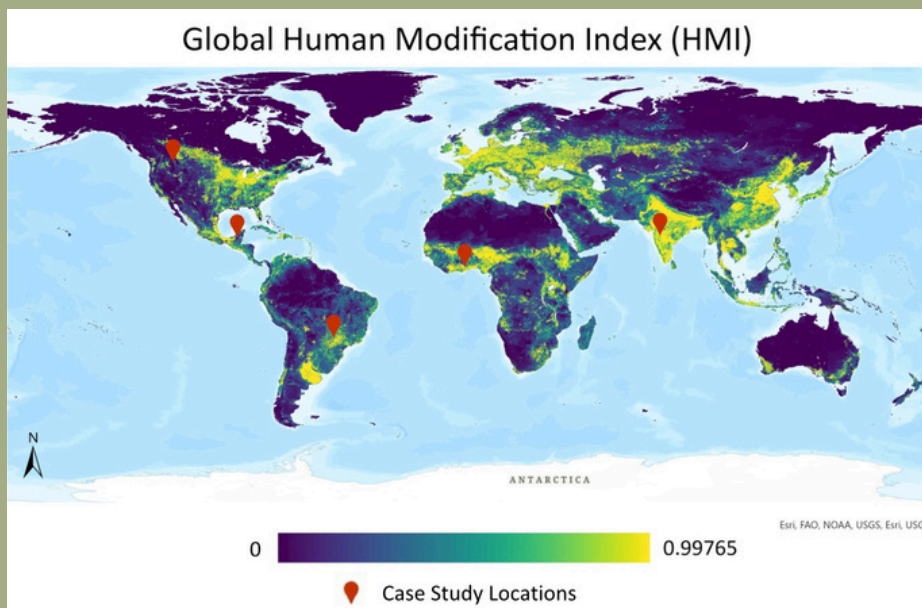 Global Human Modification Index (HMI)
N
ANTARCTICA
Esri, FAO, NOAA, USGS, Esri, USG
0
0.99765
Case Study Locations